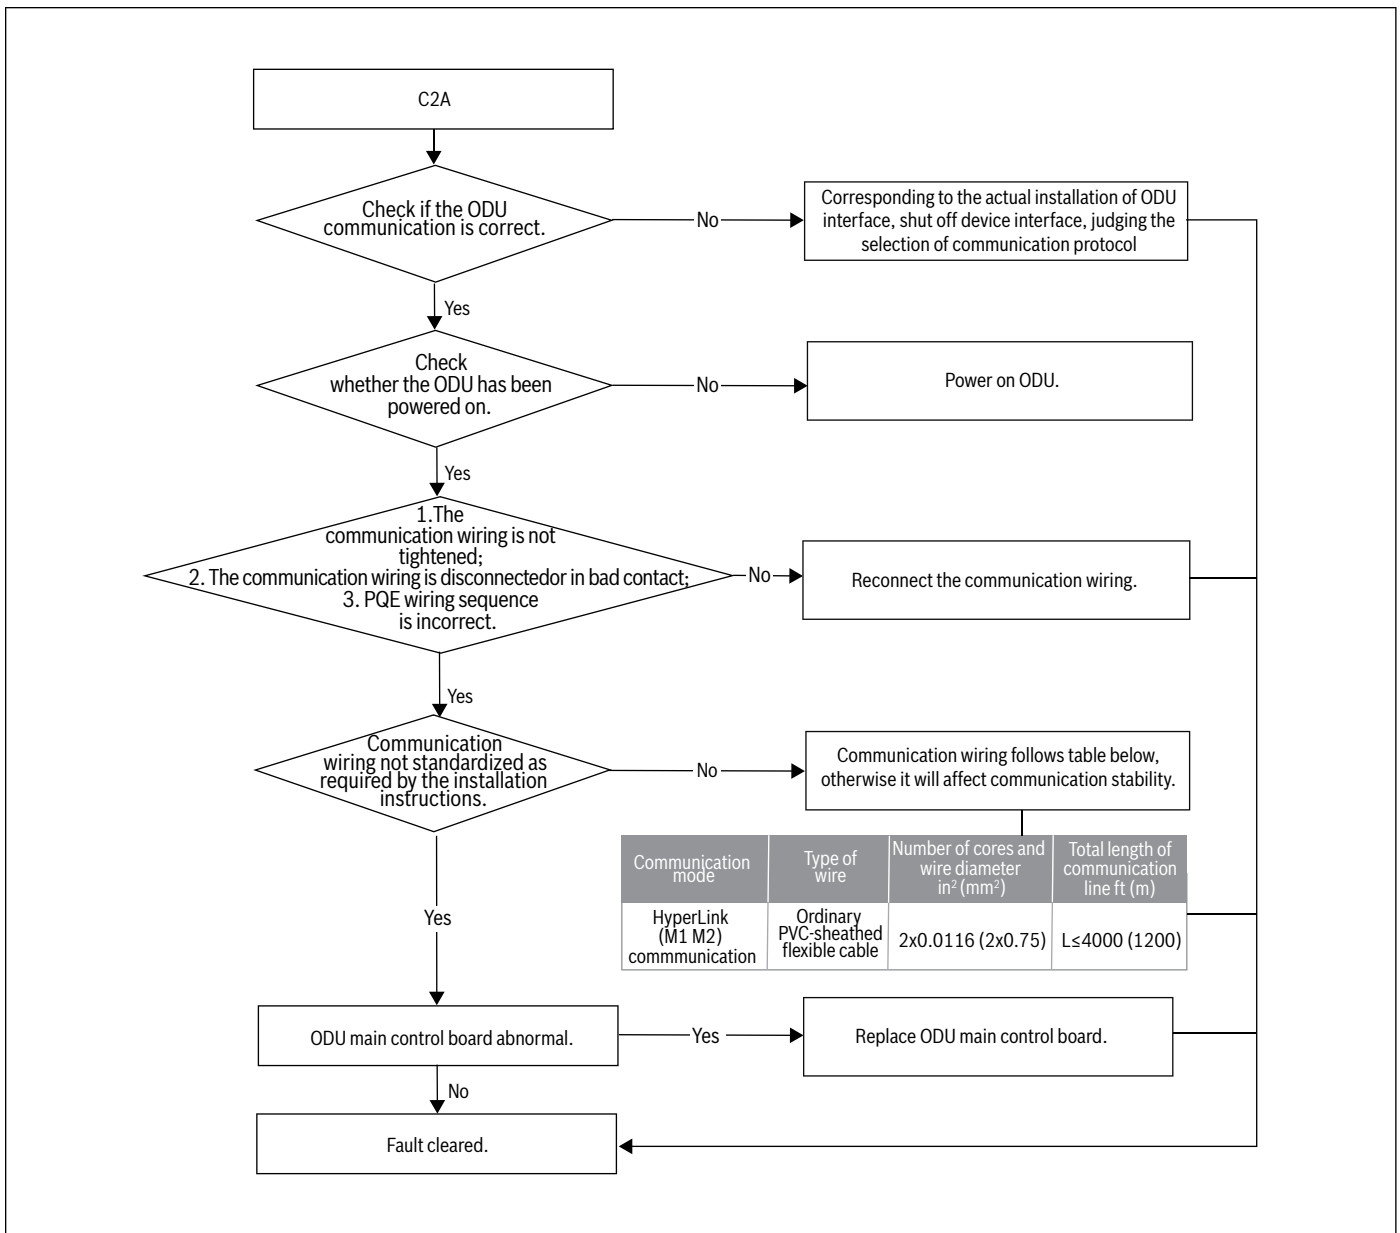 C2A
Check if the ODU
communication is correct.
No
Corresponding to the actual installation of ODU
interface, shut off device interface, judging the
selection of communication protocol
Yes
Check
whether the ODU has been
powered on.
No
Power on ODU.
Yes
1.The
communication wiring is not
tightened;
2. The communication wiring is disconnectedor in bad contact;
3. PQE wiring sequence
is incorrect.
No
Reconnect the communication wiring.
Yes
Communication
wiring not standardized as
required by the installation
instructions.
No
Communication wiring follows table below,
otherwise it will affect communication stability.
Communication
mode
Type of
wire
Number of cores and
wire diameter
in² (mm²)
Total length of
communication
line ft (m)
HyperLink
(M1 M2)
commmunication
Ordinary
PVC-sheathed
flexible cable
2x0.0116 (2x0.75)
L≤4000 (1200)
Yes
ODU main control board abnormal.
Yes
Replace ODU main control board.
No
Fault cleared.